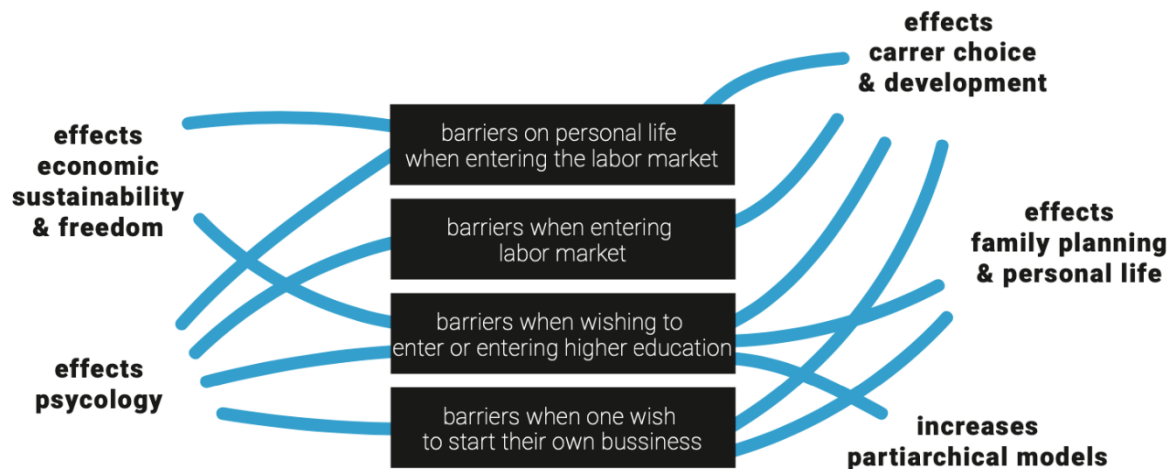 effects
economic
sustainability
& freedom
effects
psycology
barriers on personal life
when entering the labor market
barriers when entering
labor market
barriers when wishing to
enter or entering higher education
barriers when one wish
to start their own bussiness
effects
carrer choice
& development
effects
family planning
& personal life
increases
partiarchical models